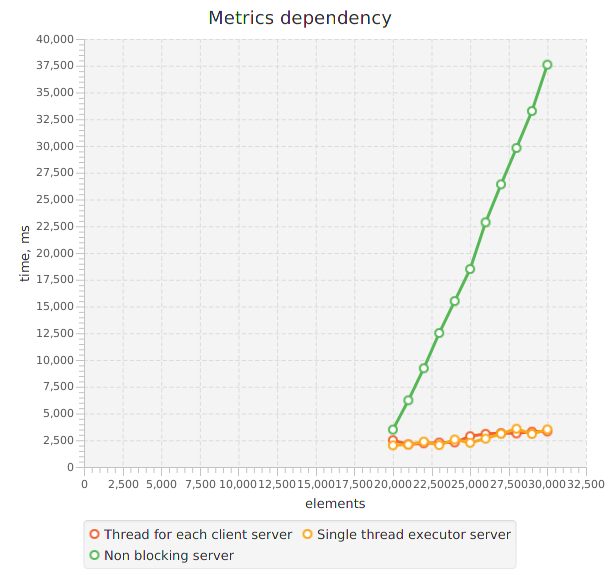 Metrics dependency
40,000
37,500
35,000
32,500
30,000
27,500
25,000
22,500
20,000
17,500
15,000
12,500
10,000
7,500
5,000
2,500
0
time, ms
0 2,500 5,000 7,500 10,000 12,500 15,000 17,500 20,000 22,500 25,000 27,500 30,000 32,500
elements
Thread for each client server Single thread executor server
Non blocking server